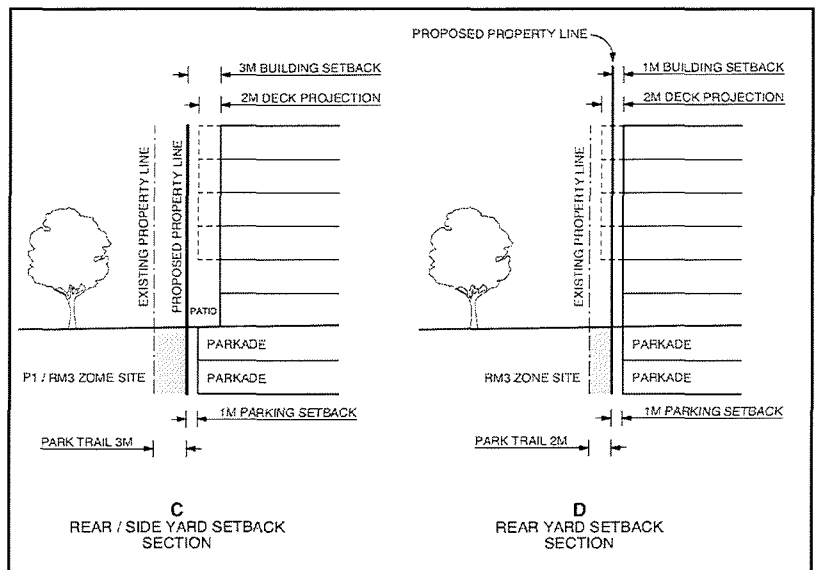 PROPOSED PROPERTY LINE
3M BUILDING SETBACK
2M DECK PROJECTION
EXISTING PROPERTY LINE
PROPOSED PROPERTY LINE
PATIO
PARKADE
PARKADE
P1 / RM3 ZOME SITE
1M PARKING SETBACK
PARK TRAIL 3M
C
REAR / SIDE YARD SETBACK
SECTION
1M BUILDING SETBACK
2M DECK PROJECTION
EXISTING PROPERTY LINE
PARKADE
PARKADE
RM3 ZONE SITE
1M PARKING SETBACK
PARK TRAIL 2M
D
REAR YARD SETBACK
SECTION